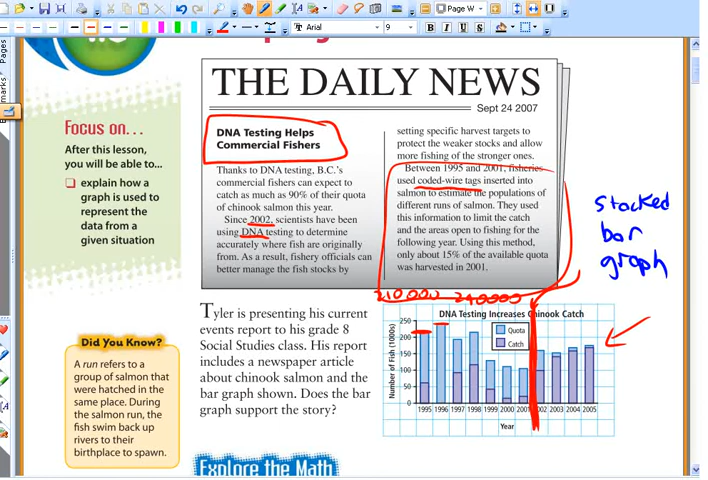 Page W
Arial
9
B I U S
Pages
THE DAILY NEWS
Sept 24 2007
Focus on…
After this lesson,
you will be able to…
explain how a
graph is used to
represent the
data from a
given situation
DNA Testing Helps
Commercial Fishers
Thanks to DNA testing, B.C.'s
commercial fishers can expect to
catch as much as 90% of their quota
of chinook salmon this year.
Since 2002, scientists have been
using DNA testing to determine
accurately where fish are originally
from. As a result, fishery officials can
better manage the fish stocks by
setting specific harvest targets to
protect the weaker stocks and allow
more fishing of the stronger ones.
Between 1995 and 2001, fisheries
used coded-wire tags inserted into
salmon to estimate the populations of
different runs of salmon. They used
this information to limit the catch
and the areas open to fishing for the
following year. Using this method,
only about 15% of the available quota
was harvested in 2001.
stacked
bar
graph
210000 240000
Tyler is presenting his current
events report to his grade 8
Social Studies class. His report
includes a newspaper article
about chinook salmon and the
bar graph shown. Does the bar
graph support the story?
DNA Testing Increases Chinook Catch
Quota
Catch
Number of Fish (1000s)
250
200
150
100
50
0
1995 1996 1997 1998 1999 2000 2001 2002 2003 2004 2005
Year
Did You Know?
A run refers to a
group of salmon that
were hatched in the
same place. During
the salmon run, the
fish swim back up
rivers to their
birthplace to spawn.
Explore the Math